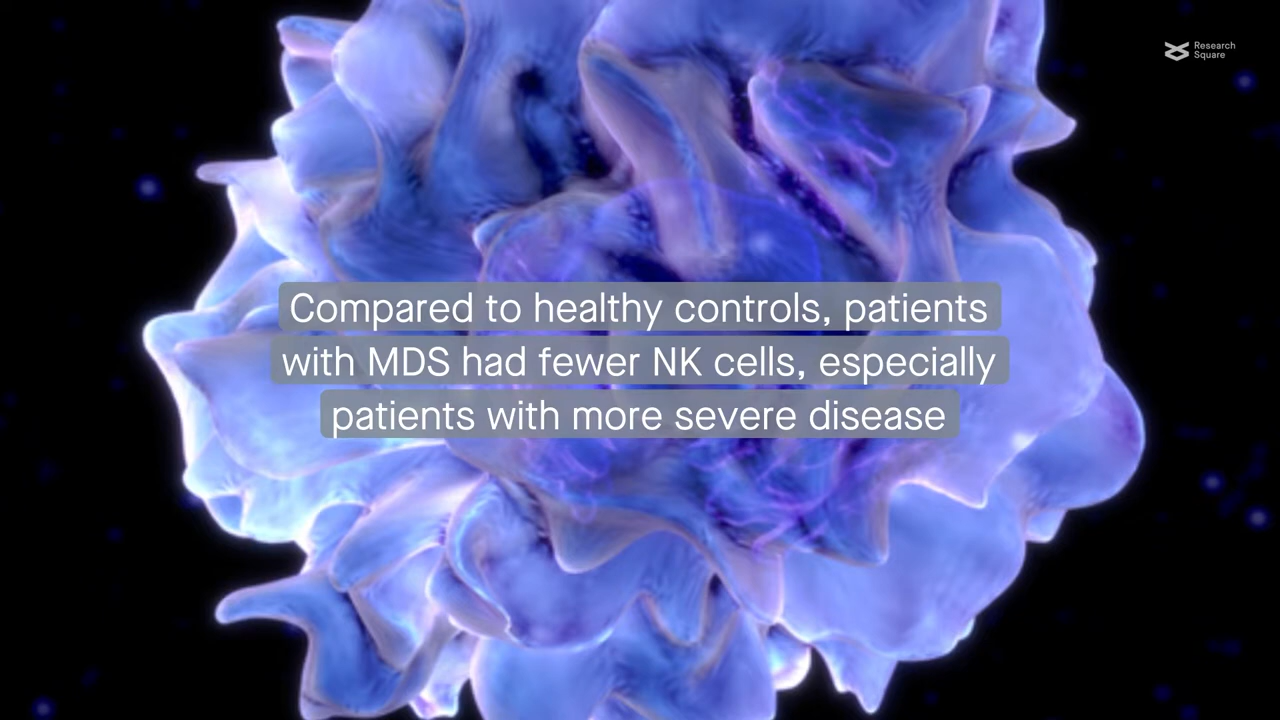 Research
Square
Compared to healthy controls, patients
with MDS had fewer NK cells, especially
patients with more severe disease